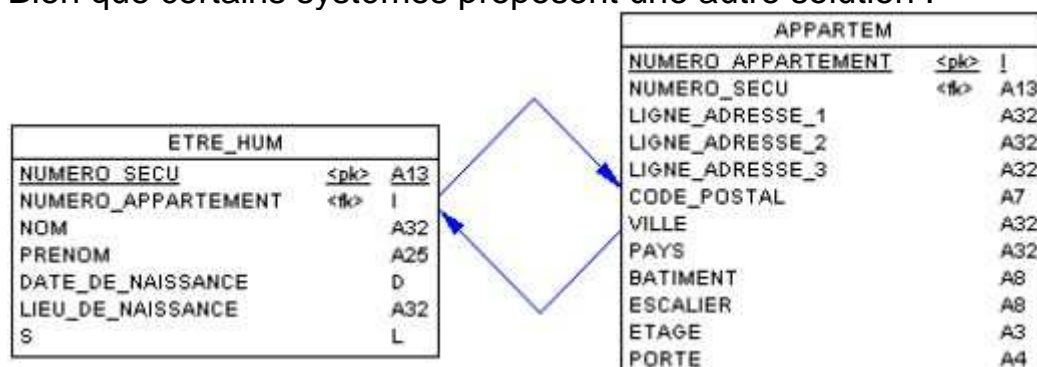 Bien que certains systèmes proposent une autre solution :
APPARTEM
NUMERO_APPARTEMENT <pk> I
NUMERO_SECU <fk> A13
LIGNE_ADRESSE_1 A32
LIGNE_ADRESSE_2 A32
LIGNE_ADRESSE_3 A32
CODE_POSTAL A7
VILLE A32
PAYS A32
BATIMENT A8
ESCALIER A8
ETAGE A3
PORTE A4
ETRE_HUM
NUMERO_SECU <pk> A13
NUMERO_APPARTEMENT <fk> I
NOM A32
PRENOM A25
DATE_DE_NAISSANCE D
LIEU_DE_NAISSANCE A32
S L